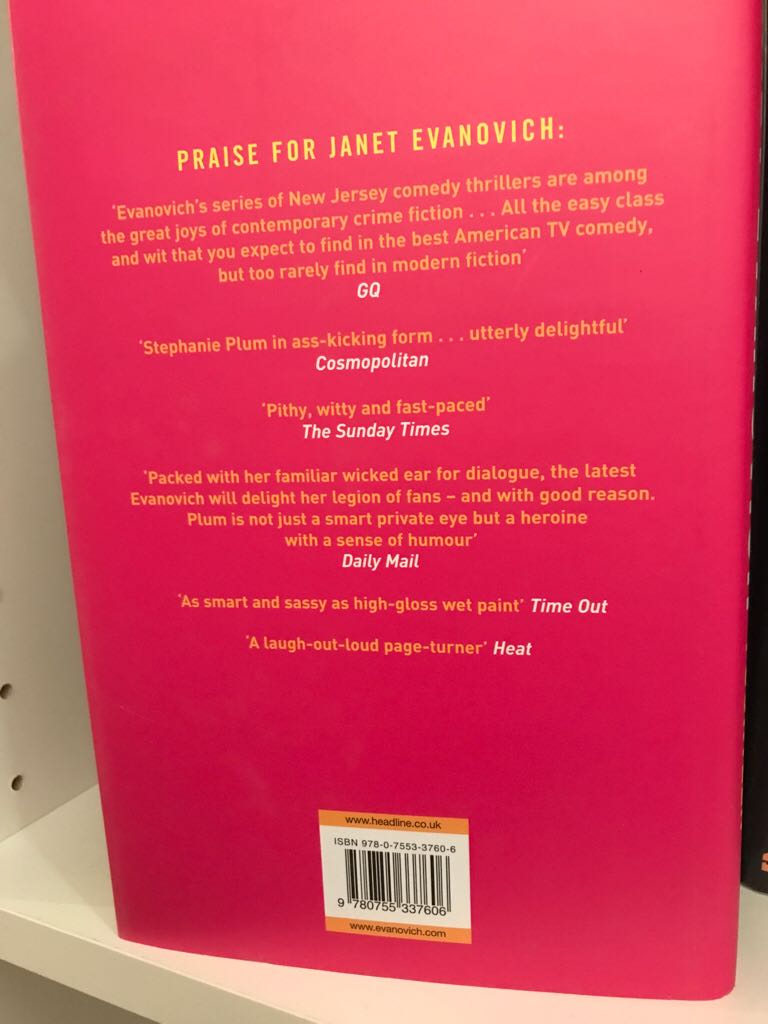 PRAISE FOR JANET EVANOVICH:
'Evanovich's series of New Jersey comedy thrillers are among
the great joys of contemporary crime fiction . . . All the easy class
and wit that you expect to find in the best American TV comedy,
but too rarely find in modern fiction'
GQ
'Stephanie Plum in ass-kicking form . . . utterly delightful'
Cosmopolitan
'Pithy, witty and fast-paced'
The Sunday Times
'Packed with her familiar wicked ear for dialogue, the latest
Evanovich will delight her legion of fans – and with good reason.
Plum is not just a smart private eye but a heroine
with a sense of humour'
Daily Mail
'As smart and sassy as high-gloss wet paint' Time Out
'A laugh-out-loud page-turner' Heat
www.headline.co.uk
ISBN 978-0-7553-3760-6
9 780755 337606
www.evanovich.com